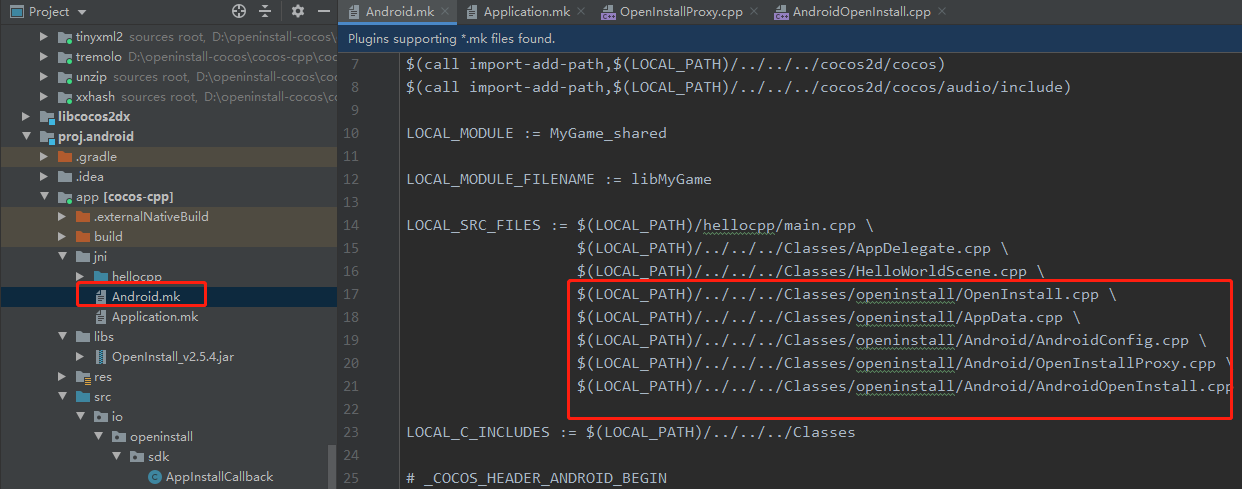 Project
Android.mk
Application.mk
OpenInstallProxy.cpp
AndroidOpenInstall.cpp
Plugins supporting *.mk files found.
tinyxml2 sources root, D:\openinstall-cocos\
tremolo D:\openinstall-cocos\cocos-cpp\coc
unzip sources root, D:\openinstall-cocos\
xxhash sources root, D:\openinstall-cocos\co
libcocos2dx
proj.android
.gradle
.idea
app [cocos-cpp]
.externalNativeBuild
build
jni
hellocpp
Android.mk
Application.mk
libs
OpenInstall_v2.5.4.jar
res
src
io
openinstall
sdk
AppInstallCallback
7 $(call import-add-path,$(LOCAL_PATH)/../../../cocos2d/cocos)
8 $(call import-add-path,$(LOCAL_PATH)/../../../cocos2d/cocos/audio/include)
9
10 LOCAL_MODULE := MyGame_shared
11
12 LOCAL_MODULE_FILENAME := libMyGame
13
14 LOCAL_SRC_FILES := $(LOCAL_PATH)/hellocpp/main.cpp \
15 $(LOCAL_PATH)/../../../Classes/AppDelegate.cpp \
16 $(LOCAL_PATH)/../../../Classes/HelloWorldScene.cpp \
17 $(LOCAL_PATH)/../../../Classes/openinstall/OpenInstall.cpp \
18 $(LOCAL_PATH)/../../../Classes/openinstall/AppData.cpp \
19 $(LOCAL_PATH)/../../../Classes/openinstall/Android/AndroidConfig.cpp \
20 $(LOCAL_PATH)/../../../Classes/openinstall/Android/OpenInstallProxy.cpp \
21 $(LOCAL_PATH)/../../../Classes/openinstall/Android/AndroidOpenInstall.cpp
22
23 LOCAL_C_INCLUDES := $(LOCAL_PATH)/../../../Classes
24
25 # _COCOS_HEADER_ANDROID_BEGIN